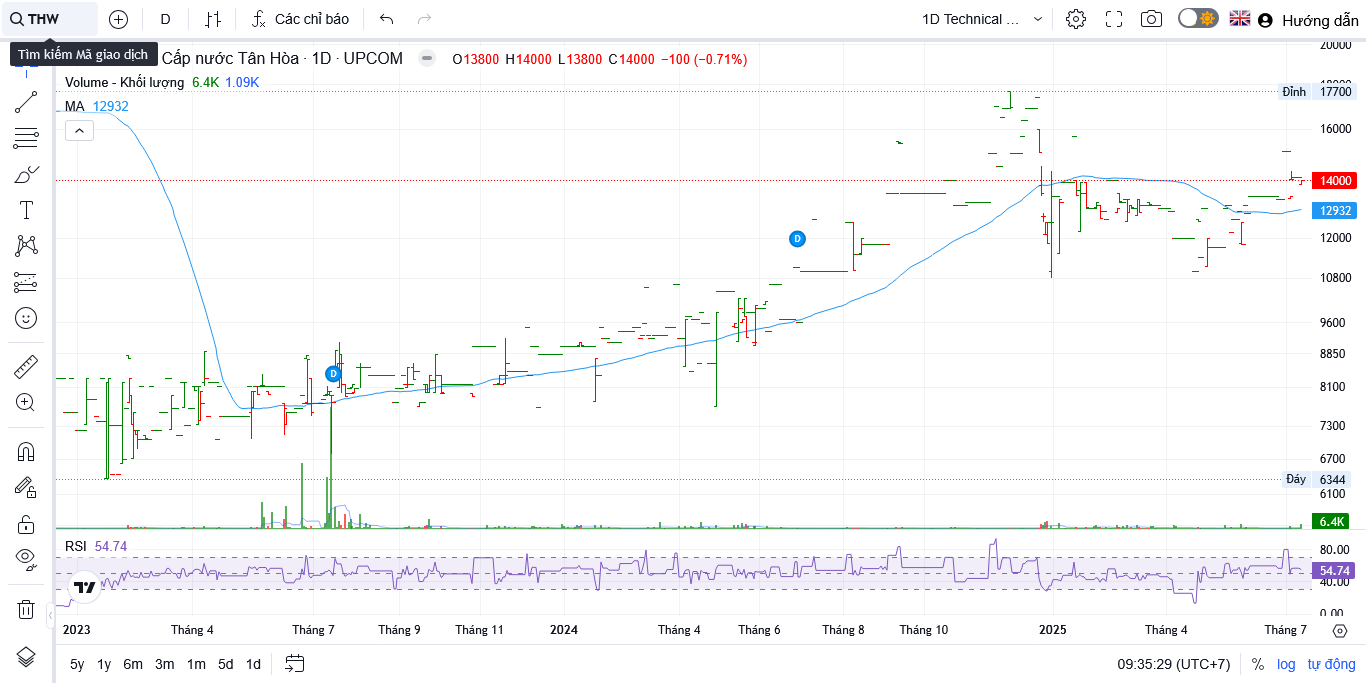 THW
D
Các chỉ báo
1D Technical ...
Hướng dẫn
Tìm kiếm Mã giao dịch
Cấp nước Tân Hòa · 1D · UPCOM
O13800 H14000 L13800 C14000 −100 (−0.71%)
Volume - Khối lượng 6.4K 1.09K
MA 12932
20000
18000
Đỉnh 17700
16000
14000
12932
12000
10800
9600
8850
8100
7300
6700
Đáy 6344
6100
6.4K
D
D
RSI 54.74
80.00
54.74
40.00
0.00
2023 Tháng 4 Tháng 7 Tháng 9 Tháng 11 2024 Tháng 4 Tháng 6 Tháng 8 Tháng 10 2025 Tháng 4 Tháng 7
5y 1y 6m 3m 1m 5d 1d
09:35:29 (UTC+7) % log tự động